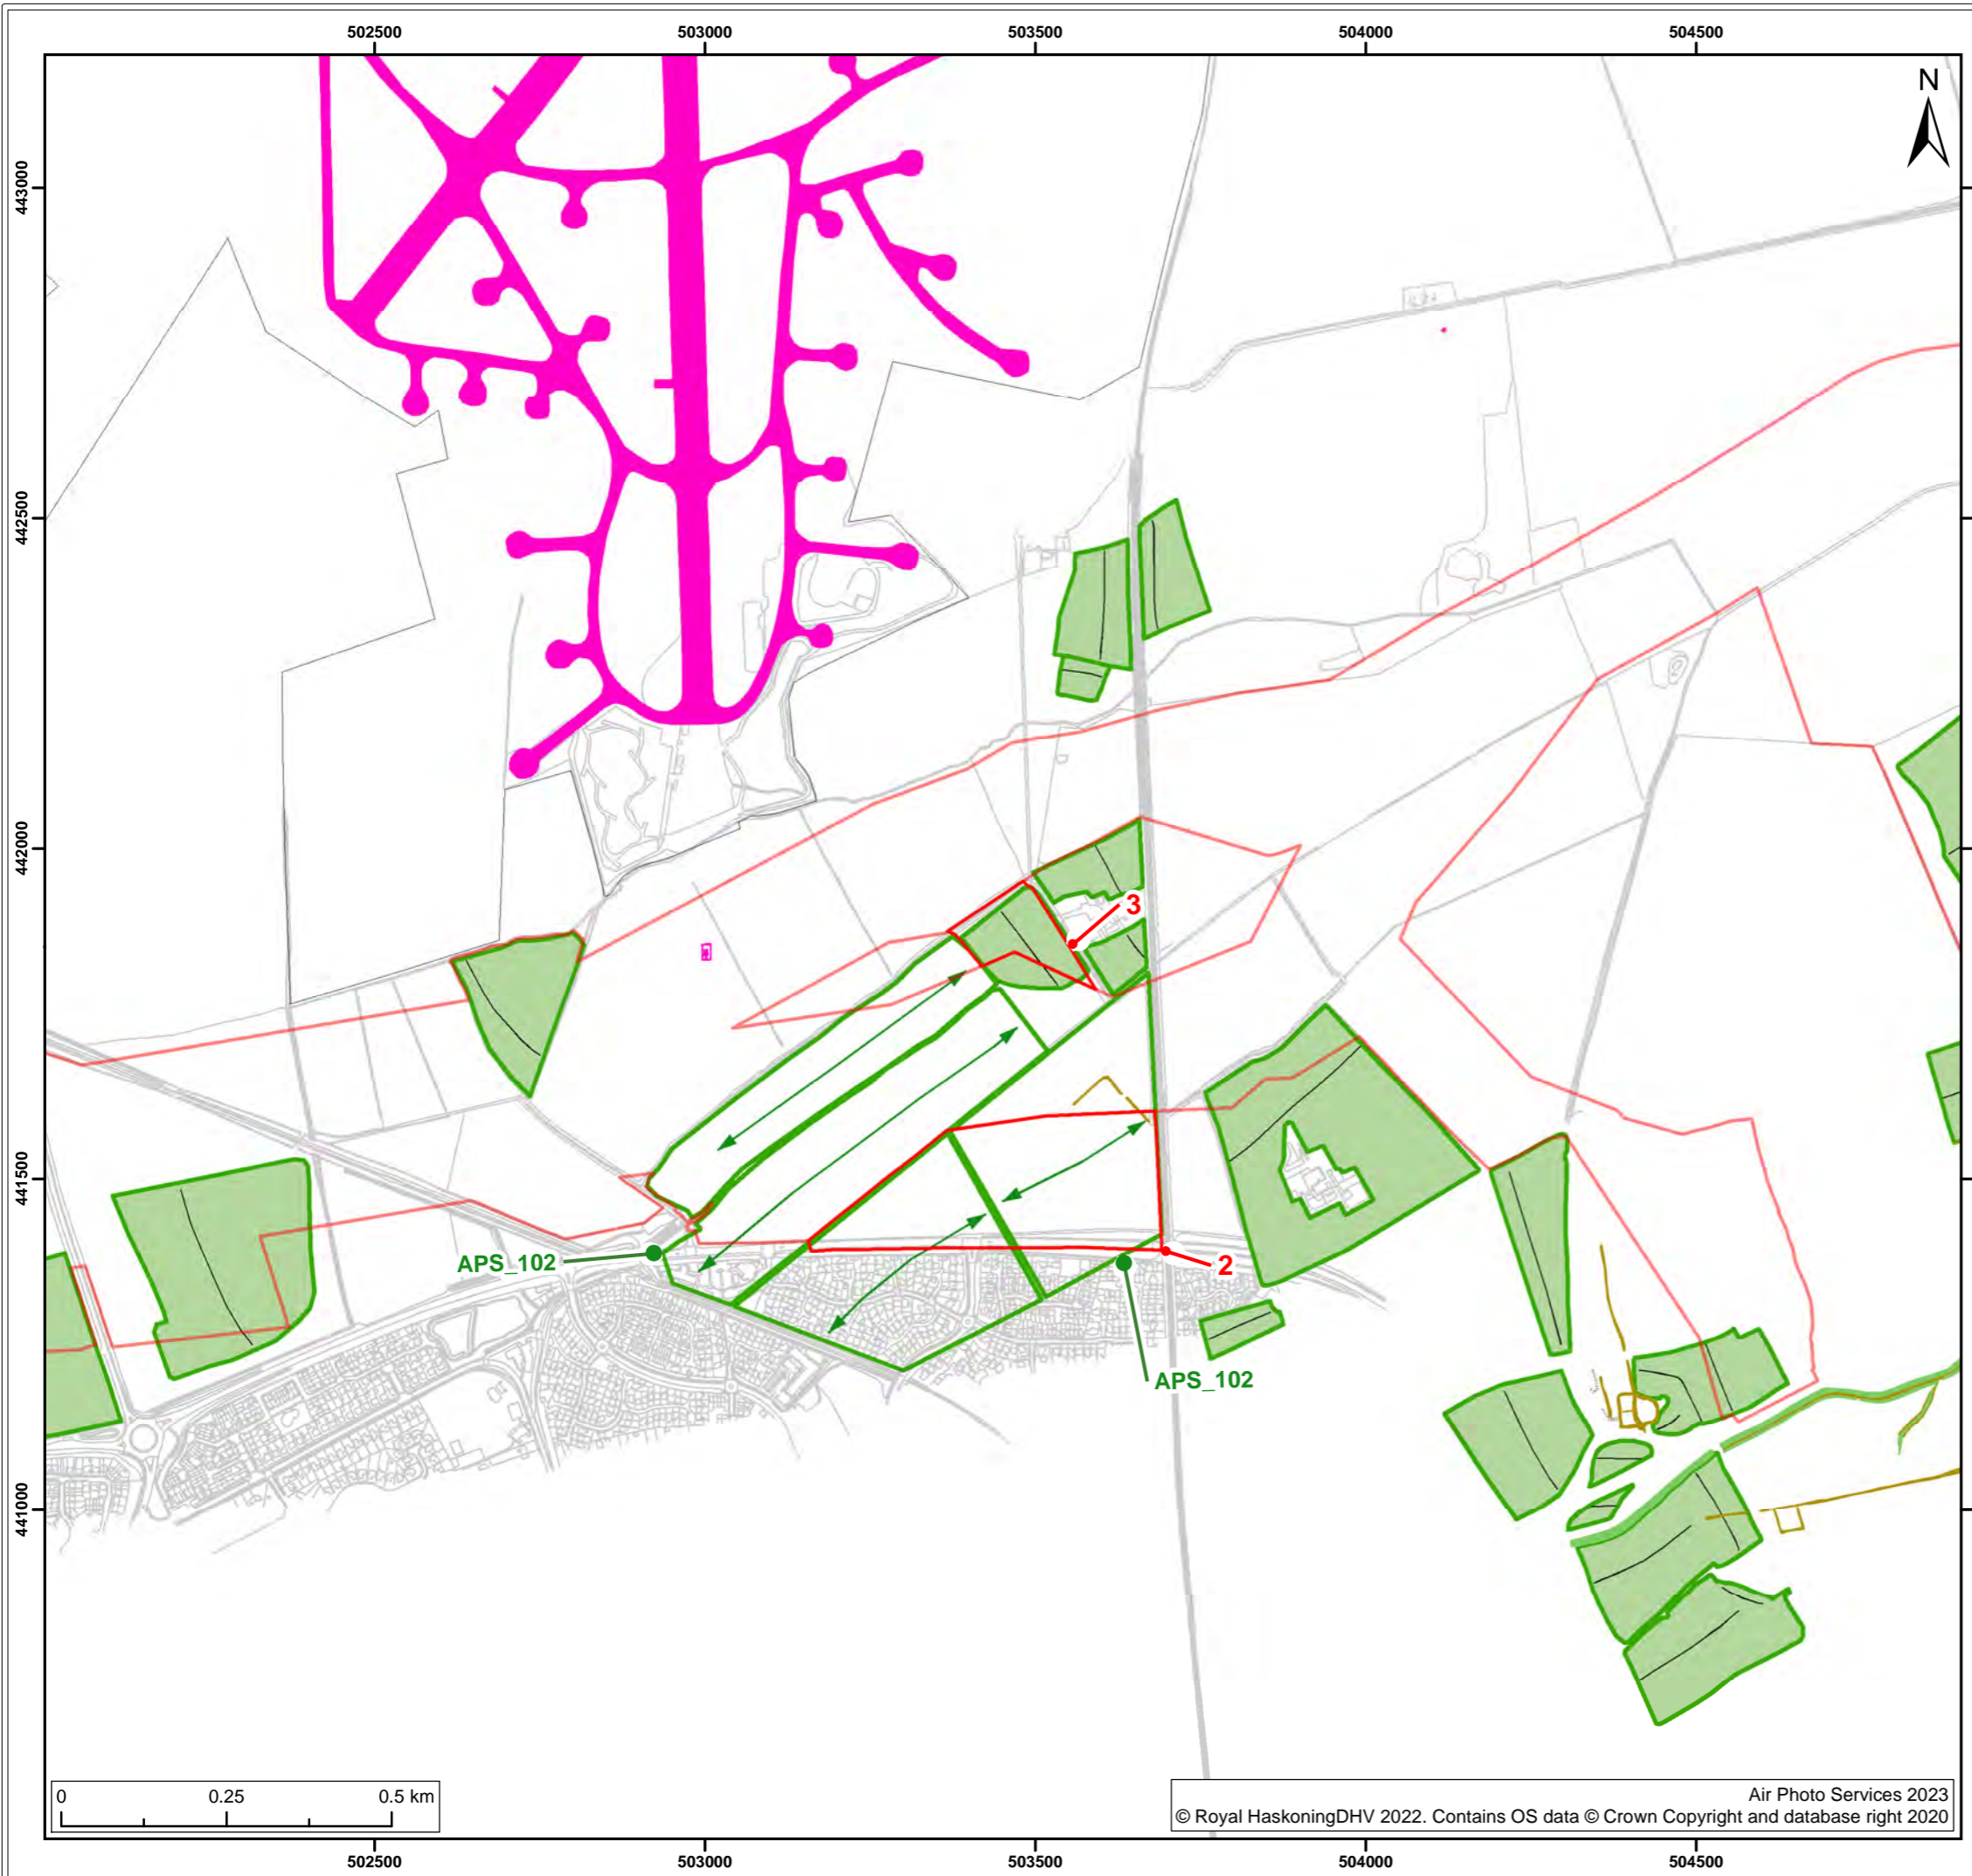 502500 503000 503500 504000 504500
N
443000
442500
442000
441500
441000
3
APS_102
2
APS_102
0 0.25 0.5 km
Air Photo Services 2023
© Royal HaskoningDHV 2022. Contains OS data © Crown Copyright and database right 2020
502500 503000 503500 504000 504500